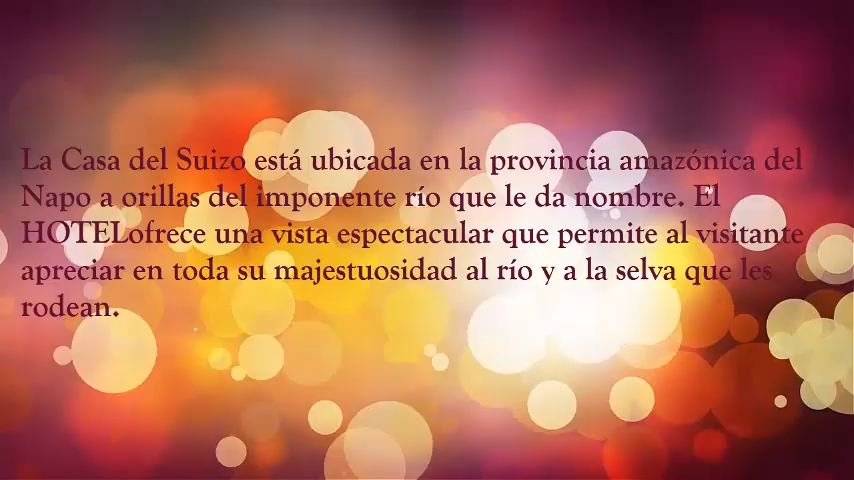 La Casa del Suizo está ubicada en la provincia amazónica del
Napo a orillas del imponente río que le da nombre. El
HOTELofrece una vista espectacular que permite al visitante
apreciar en toda su majestuosidad al río y a la selva que les
rodean.